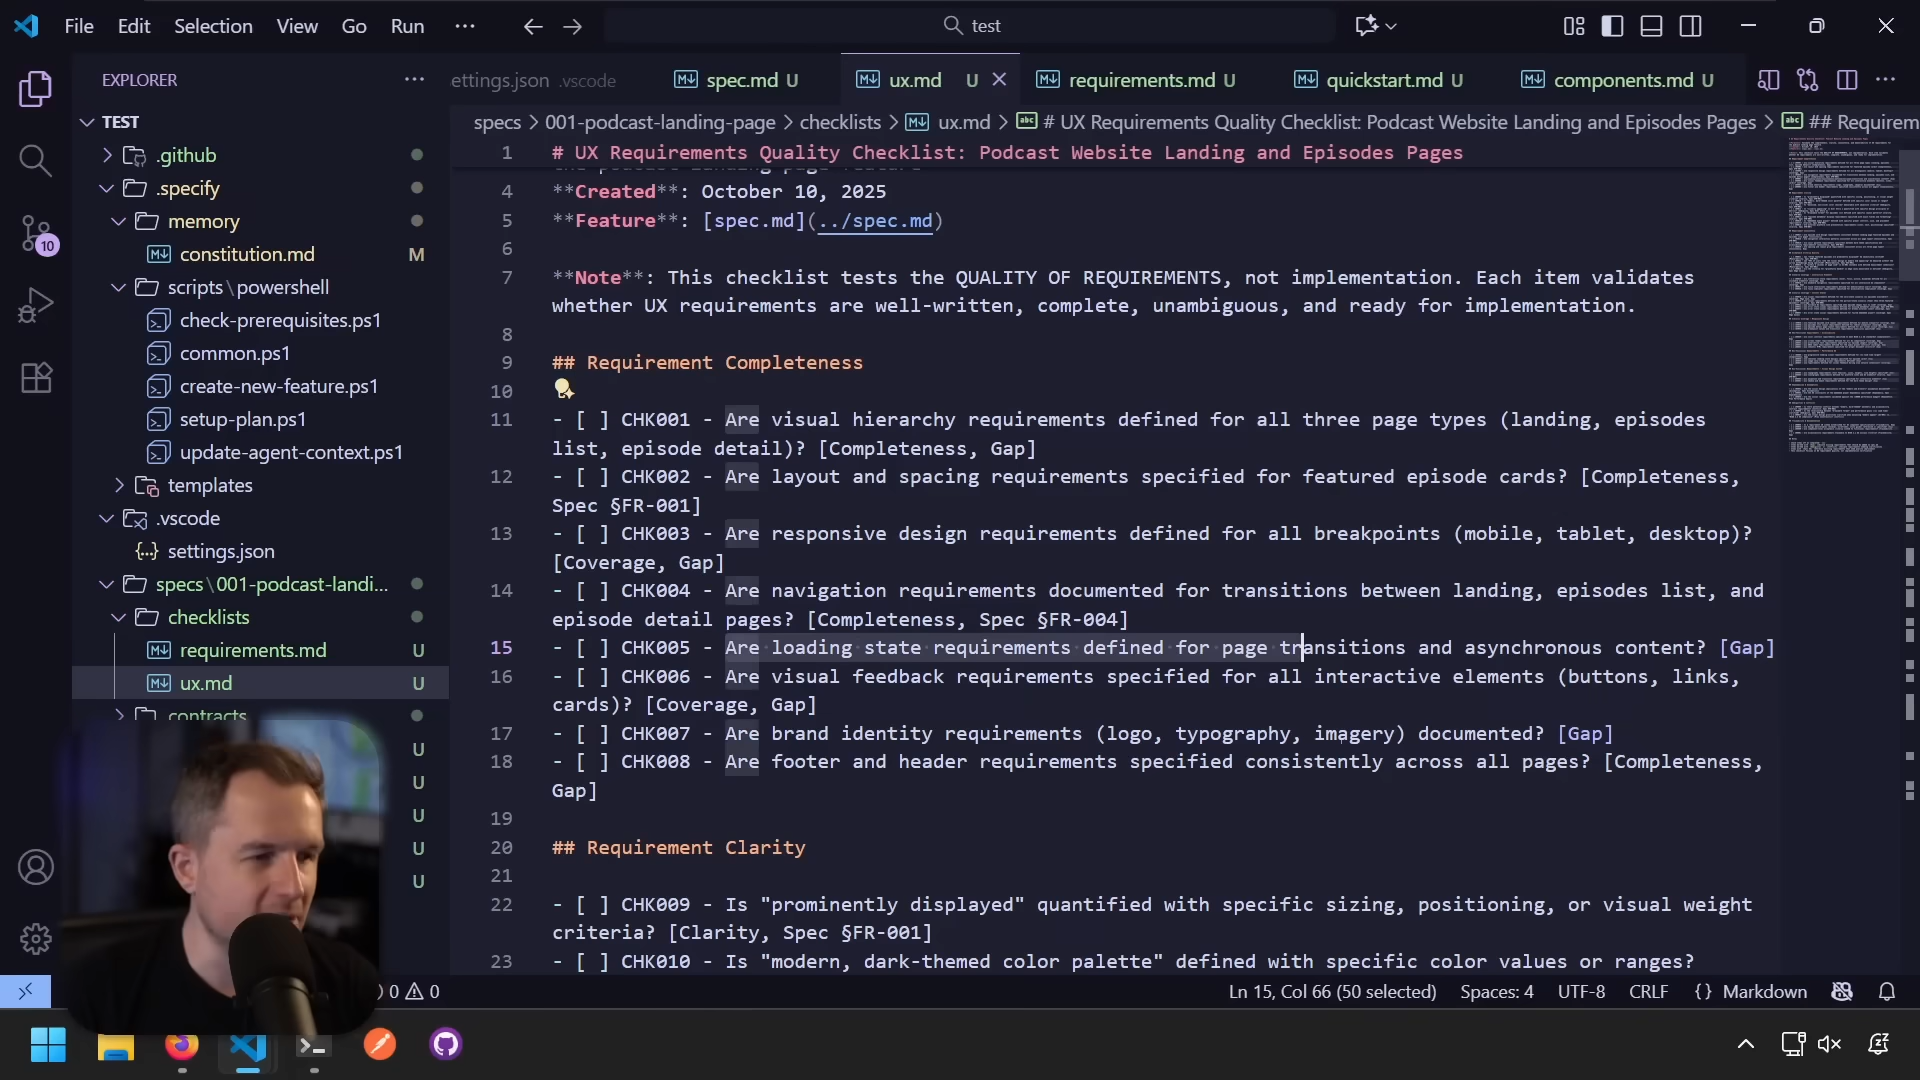 File Edit Selection View Go Run ··· test
EXPLORER ···
ettings.json .vscode
spec.md U
ux.md U
requirements.md U
quickstart.md U
components.md U
TEST
.github
.specify
memory
constitution.md M
scripts\powershell
check-prerequisites.ps1
common.ps1
create-new-feature.ps1
setup-plan.ps1
update-agent-context.ps1
templates
.vscode
settings.json
specs\001-podcast-landi...
checklists
requirements.md U
ux.md U
contracts
U
U
U
U
U
10
specs > 001-podcast-landing-page > checklists > ux.md > # UX Requirements Quality Checklist: Podcast Website Landing and Episodes Pages > ## Requirem
1 # UX Requirements Quality Checklist: Podcast Website Landing and Episodes Pages
4 **Created**: October 10, 2025
5 **Feature**: [spec.md](../spec.md)
6
7 **Note**: This checklist tests the QUALITY OF REQUIREMENTS, not implementation. Each item validates
whether UX requirements are well-written, complete, unambiguous, and ready for implementation.
8
9 ## Requirement Completeness
10
11 - [ ] CHK001 - Are visual hierarchy requirements defined for all three page types (landing, episodes
list, episode detail)? [Completeness, Gap]
12 - [ ] CHK002 - Are layout and spacing requirements specified for featured episode cards? [Completeness,
Spec §FR-001]
13 - [ ] CHK003 - Are responsive design requirements defined for all breakpoints (mobile, tablet, desktop)?
[Coverage, Gap]
14 - [ ] CHK004 - Are navigation requirements documented for transitions between landing, episodes list, and
episode detail pages? [Completeness, Spec §FR-004]
15 - [ ] CHK005 - Are loading state requirements defined for page transitions and asynchronous content? [Gap]
16 - [ ] CHK006 - Are visual feedback requirements specified for all interactive elements (buttons, links,
cards)? [Coverage, Gap]
17 - [ ] CHK007 - Are brand identity requirements (logo, typography, imagery) documented? [Gap]
18 - [ ] CHK008 - Are footer and header requirements specified consistently across all pages? [Completeness,
Gap]
19
20 ## Requirement Clarity
21
22 - [ ] CHK009 - Is "prominently displayed" quantified with specific sizing, positioning, or visual weight
criteria? [Clarity, Spec §FR-001]
23 - [ ] CHK010 - Is "modern, dark-themed color palette" defined with specific color values or ranges?
0 0 Ln 15, Col 66 (50 selected) Spaces: 4 UTF-8 CRLF {} Markdown